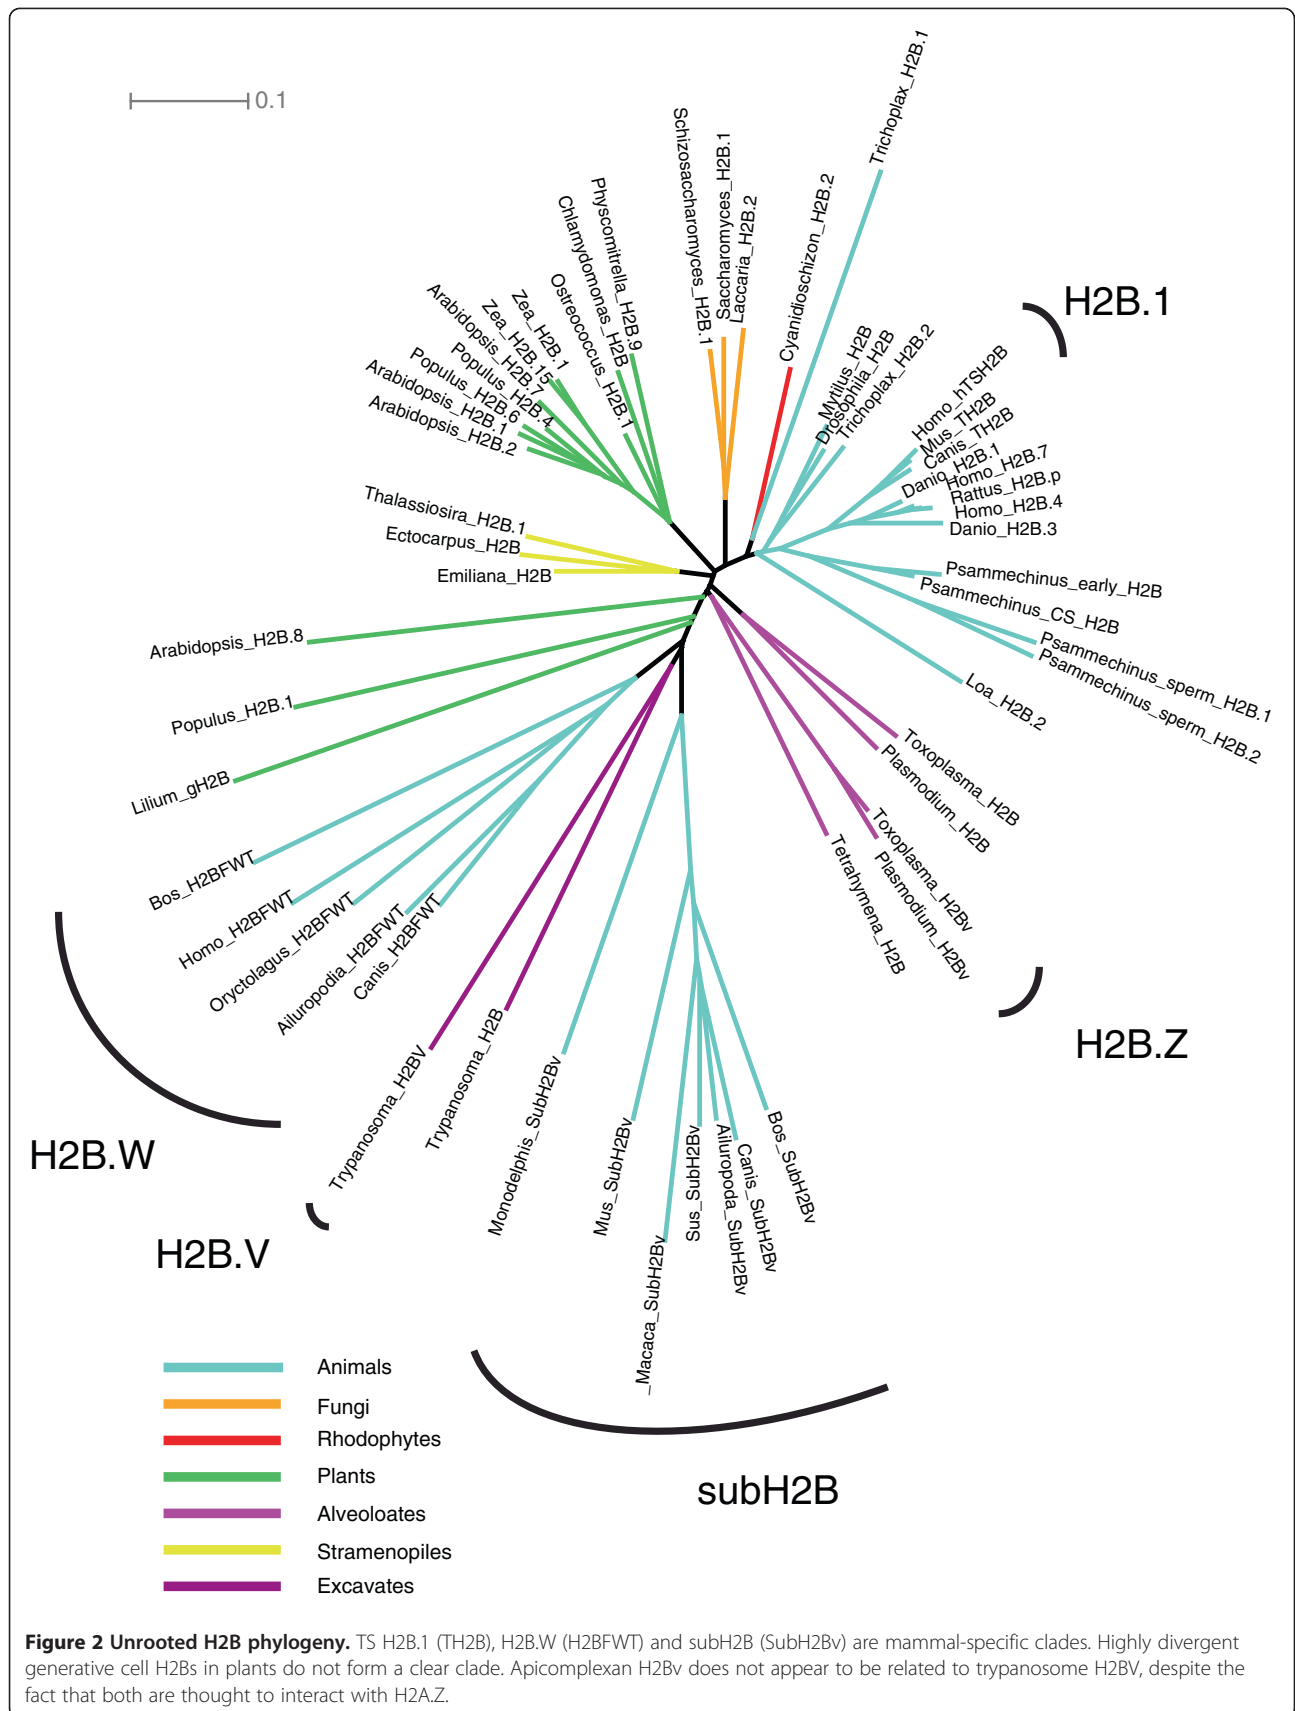 0.1
Trichoplax_H2B.1
Schizosaccharomyces_H2B.1
Saccharomyces_H2B.1
Laccaria_H2B.2
Cyanidioschizon_H2B.2
Physcomitrella_H2B.9
Chlamydomonas_H2B
Ostreococcus_H2B.1
Zea_H2B.1
Zea_H2B.15
Arabidopsis_H2B.7
Populus_H2B.4
Populus_H2B.6
Arabidopsis_H2B.1
Arabidopsis_H2B.2
Mytilus_H2B
Drosophila_H2B
Trichoplax_H2B.2
H2B.1
Homo_hTSH2B
Mus_TH2B
Canis_TH2B
Danio_H2B.1
Homo_H2B.7
Rattus_H2B.p
Homo_H2B.4
Danio_H2B.3
Psammechinus_early_H2B
Psammechinus_CS_H2B
Psammechinus_sperm_H2B.1
Psammechinus_sperm_H2B.2
Loa_H2B.2
Thalassiosira_H2B.1
Ectocarpus_H2B
Emiliana_H2B
Arabidopsis_H2B.8
Populus_H2B.1
Lilium_gH2B
Toxoplasma_H2B
Plasmodium_H2B
Toxoplasma_H2Bv
Plasmodium_H2Bv
Tetrahymena_H2B
H2B.Z
Bos_H2BFWT
Homo_H2BFWT
Oryctolagus_H2BFWT
Ailuropodia_H2BFWT
Canis_H2BFWT
H2B.W
Trypanosoma_H2BV
Trypanosoma_H2B
H2B.V
Monodelphis_SubH2Bv
Mus_SubH2Bv
_Macaca_SubH2Bv
Sus_SubH2Bv
Ailuropoda_SubH2Bv
Canis_SubH2Bv
Bos_SubH2Bv
subH2B
Animals
Fungi
Rhodophytes
Plants
Alveoloates
Stramenopiles
Excavates
Figure 2 Unrooted H2B phylogeny. TS H2B.1 (TH2B), H2B.W (H2BFWT) and subH2B (SubH2Bv) are mammal-specific clades. Highly divergent
generative cell H2Bs in plants do not form a clear clade. Apicomplexan H2Bv does not appear to be related to trypanosome H2BV, despite the
fact that both are thought to interact with H2A.Z.